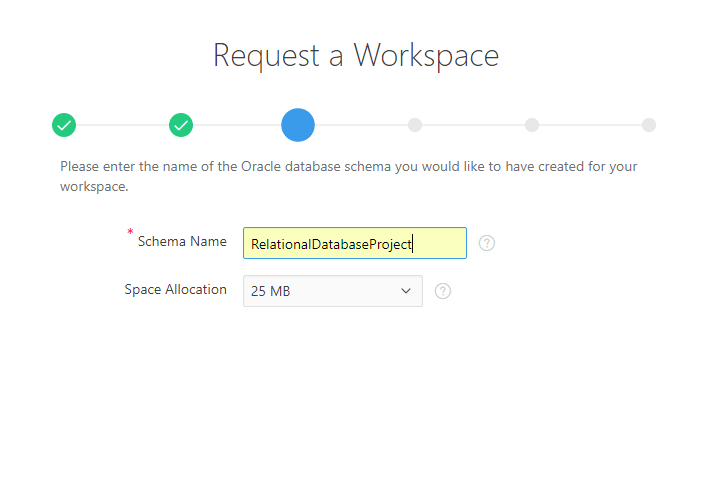 Request a Workspace
Please enter the name of the Oracle database schema you would like to have created for your
workspace.
* Schema Name RelationalDatabaseProject ?
Space Allocation 25 MB ?